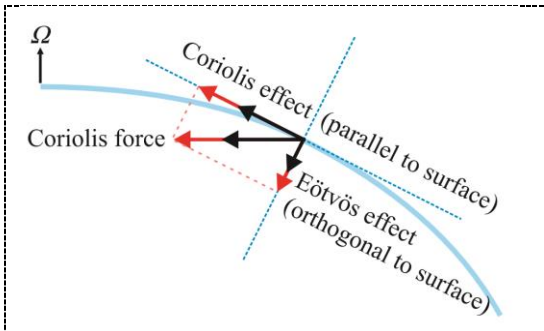 Ω
Coriolis effect (parallel to surface)
Coriolis force
Eötvös effect
(orthogonal to surface)